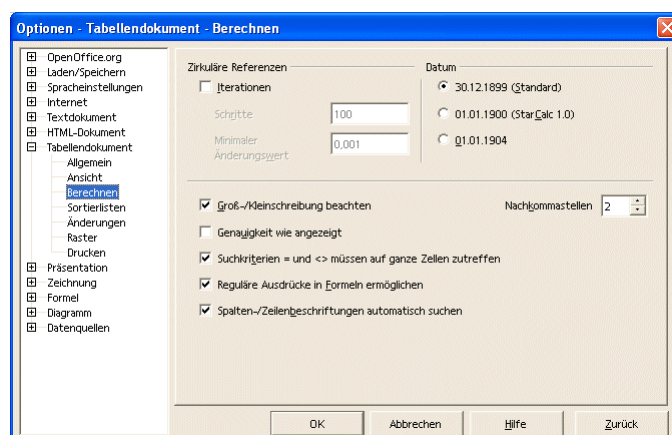 Optionen - Tabellendokument - Berechnen
OpenOffice.org
Laden/Speichern
Spracheinstellungen
Internet
Textdokument
HTML-Dokument
Tabellendokument
Allgemein
Ansicht
Berechnen
Sortierlisten
Änderungen
Raster
Drucken
Präsentation
Zeichnung
Formel
Diagramm
Datenquellen
Zirkuläre Referenzen
Iterationen
Schritte 100
Minimaler
Änderungswert 0,001
Datum
30.12.1899 (Standard)
01.01.1900 (StarCalc 1.0)
01.01.1904
Groß-/Kleinschreibung beachten
Nachkommastellen 2
Genauigkeit wie angezeigt
Suchkriterien = und <> müssen auf ganze Zellen zutreffen
Reguläre Ausdrücke in Formeln ermöglichen
Spalten-/Zeilenbeschriftungen automatisch suchen
OK Abbrechen Hilfe Zurück